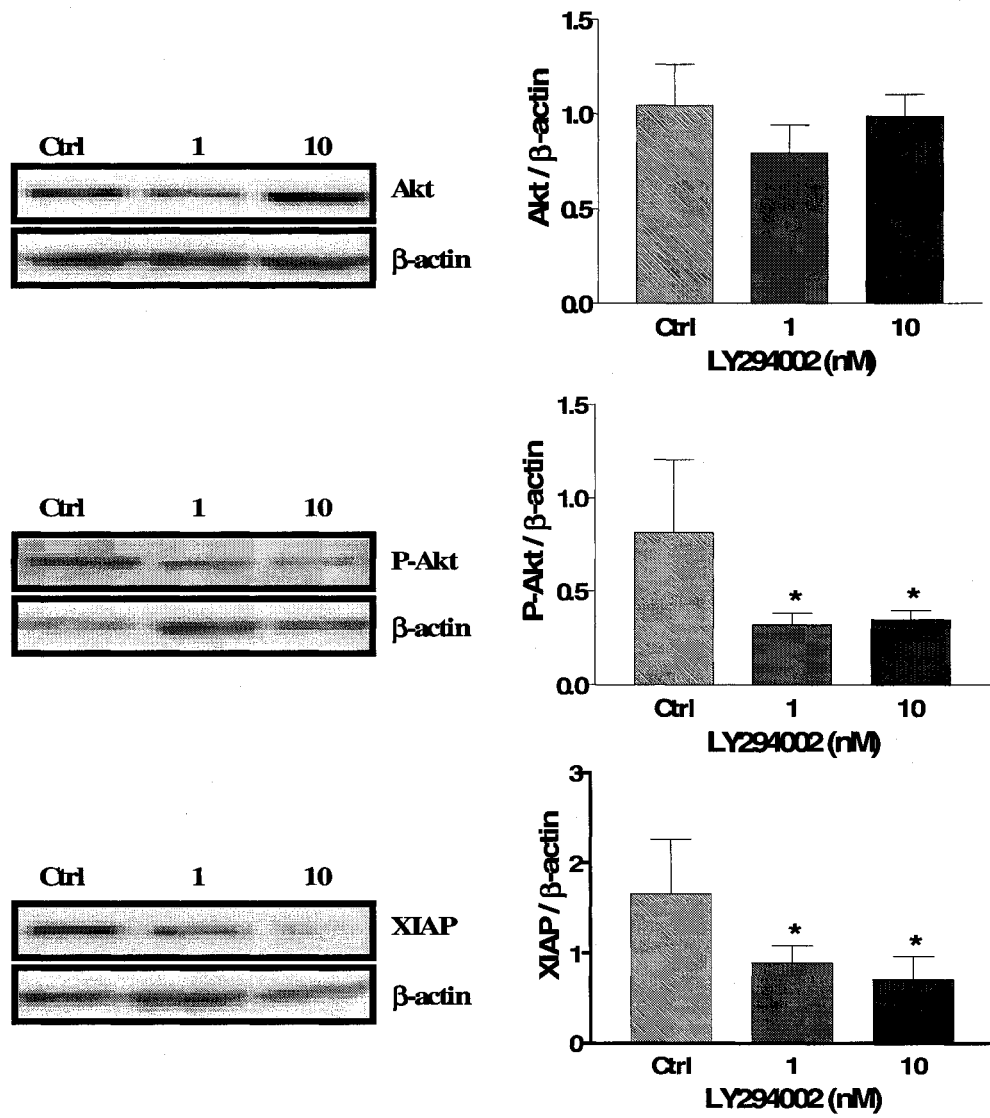 Ctrl 1 10
Akt
β-actin
1.5
1.0
0.5
0.0
Akt / β-actin
Ctrl 1 10
LY294002 (nM)
Ctrl 1 10
P-Akt
β-actin
1.5
1.0
0.5
0.0
P-Akt / β-actin
* *
Ctrl 1 10
LY294002 (nM)
Ctrl 1 10
XIAP
β-actin
3
2
1
0
XIAP / β-actin
* *
Ctrl 1 10
LY294002 (nM)